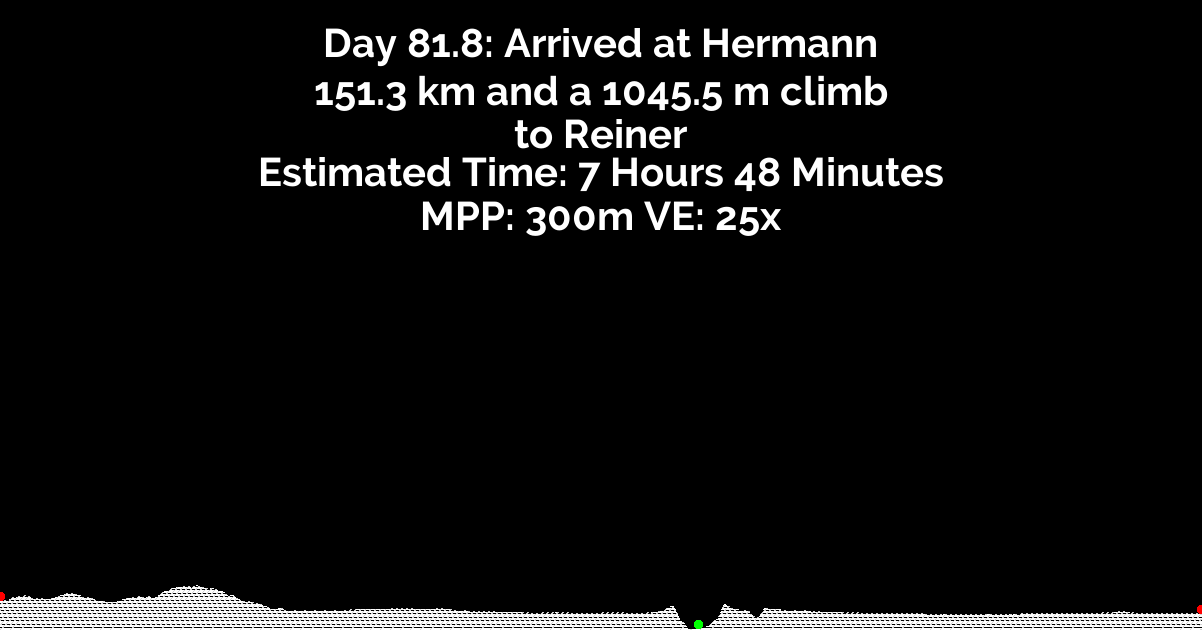 Day 81.8: Arrived at Hermann
151.3 km and a 1045.5 m climb
to Reiner
Estimated Time: 7 Hours 48 Minutes
MPP: 300m VE: 25x